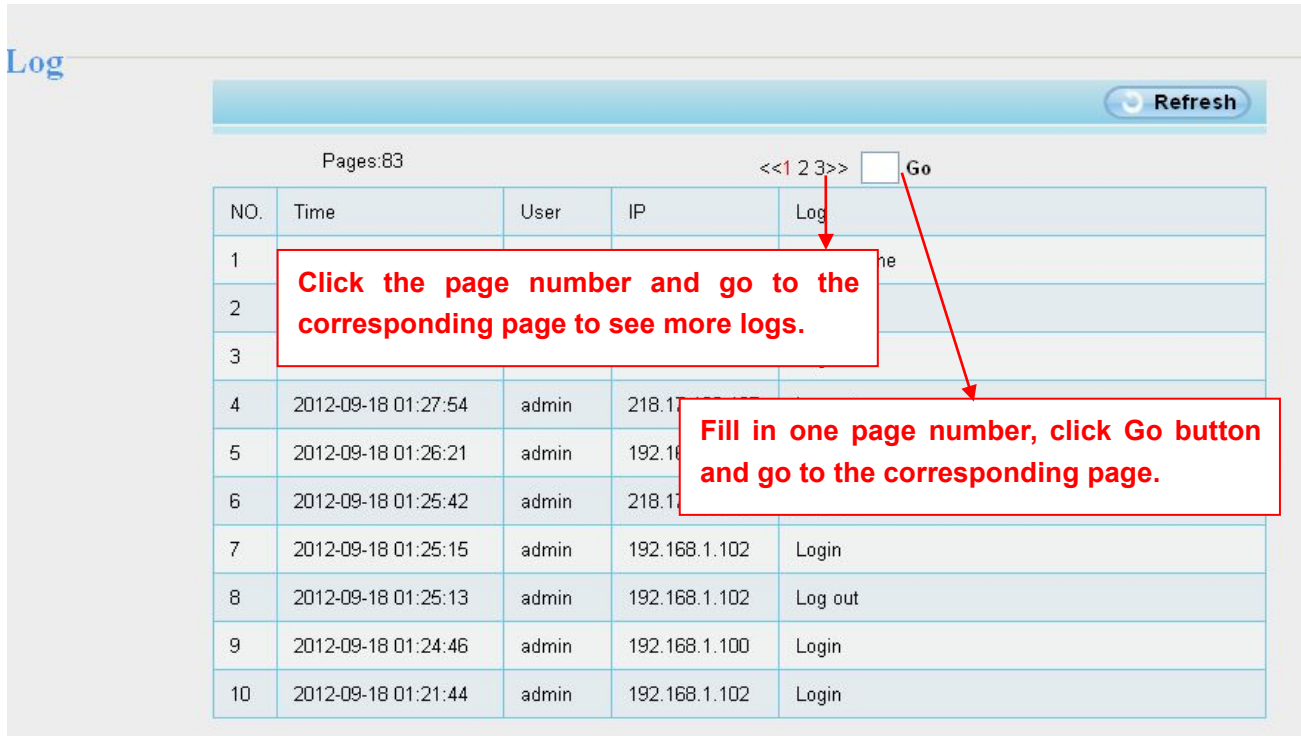 Log
Refresh
Pages:83 <<1 2 3>> Go
NO. Time User IP Log
1
Click the page number and go to the
2
corresponding page to see more logs.
3
4 2012-09-18 01:27:54 admin
Fill in one page number, click Go button
5 2012-09-18 01:26:21 admin
and go to the corresponding page.
6 2012-09-18 01:25:42 admin
7 2012-09-18 01:25:15 admin 192.168.1.102 Login
8 2012-09-18 01:25:13 admin 192.168.1.102 Log out
9 2012-09-18 01:24:46 admin 192.168.1.100 Login
10 2012-09-18 01:21:44 admin 192.168.1.102 Login